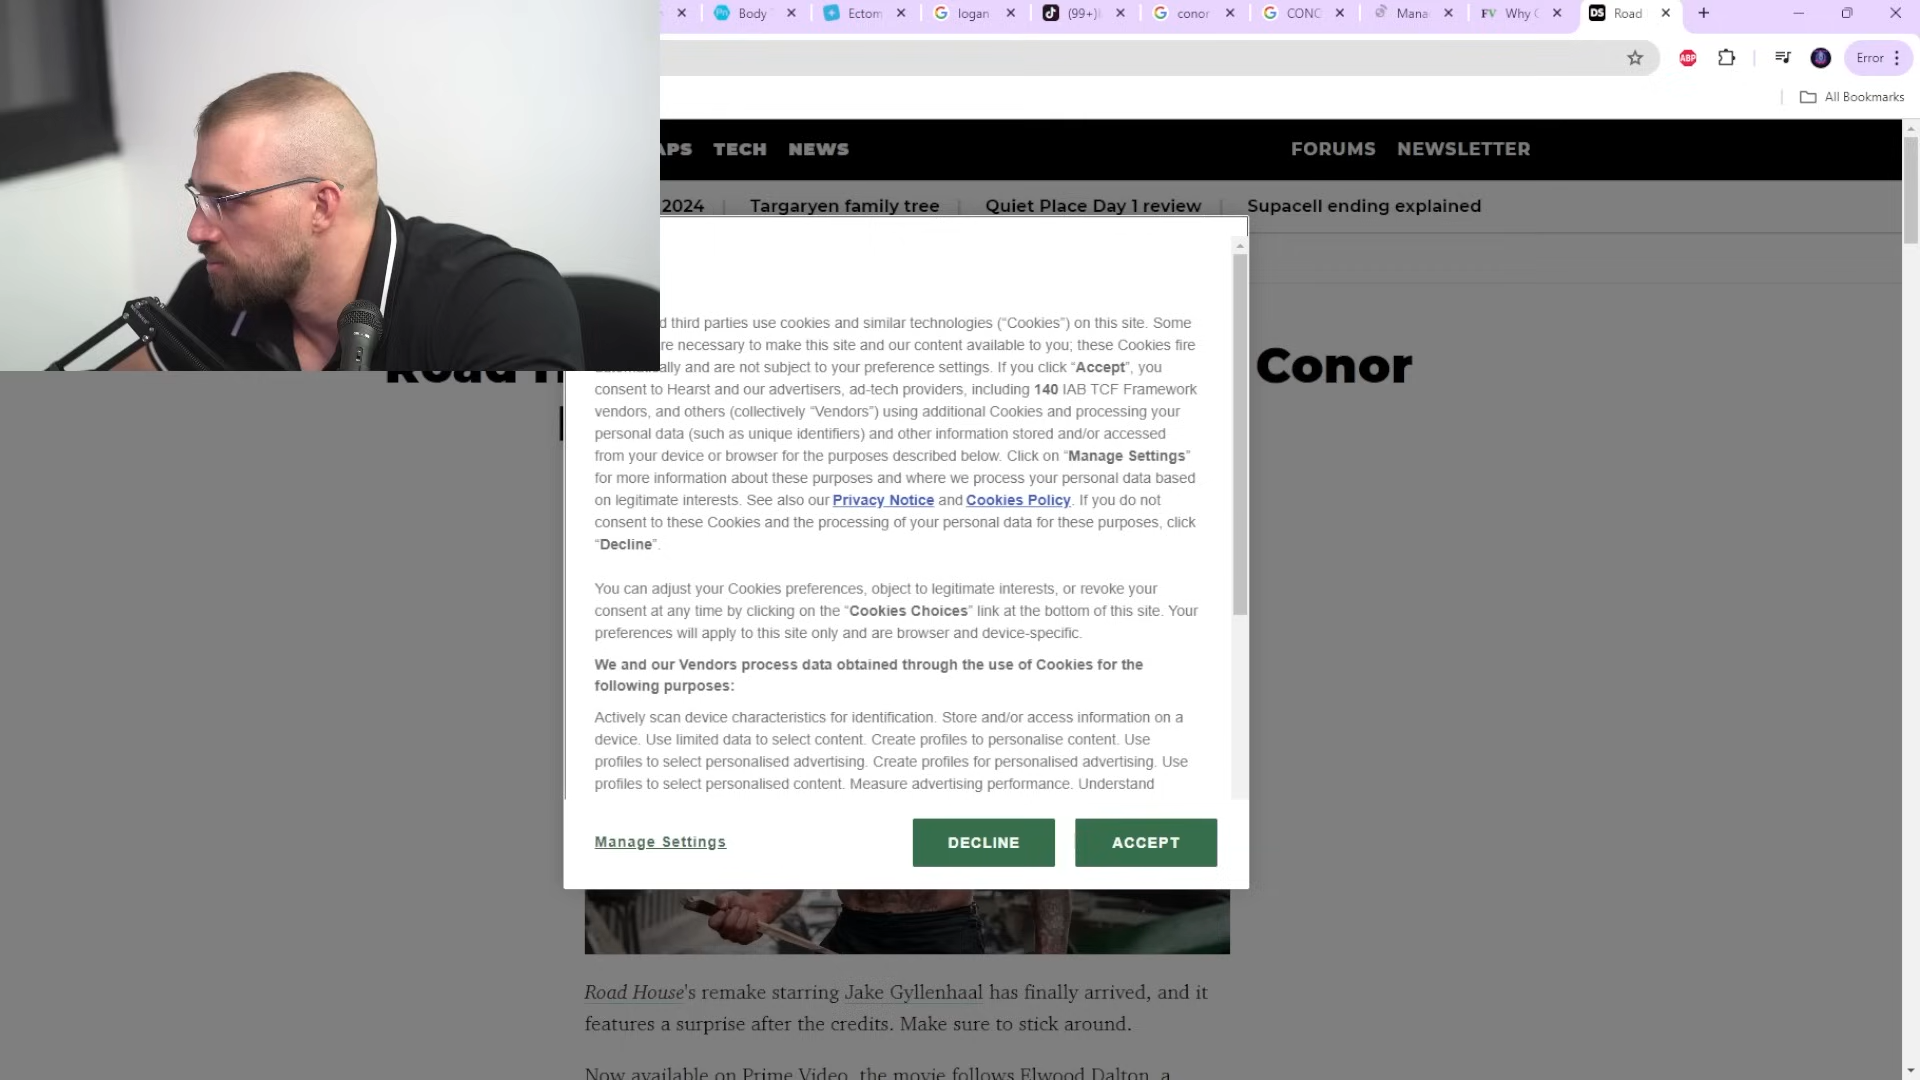 Body
Ectom
logan
(99+)
conor
CONC
Mana
FV Why
DS Road
ABP
Error
All Bookmarks
APS TECH NEWS FORUMS NEWSLETTER
2024 Targaryen family tree Quiet Place Day 1 review Supacell ending explained
Road Conor
d third parties use cookies and similar technologies (“Cookies”) on this site. Some
re necessary to make this site and our content available to you; these Cookies fire
automatically and are not subject to your preference settings. If you click “Accept”, you
consent to Hearst and our advertisers, ad-tech providers, including 140 IAB TCF Framework
vendors, and others (collectively “Vendors”) using additional Cookies and processing your
personal data (such as unique identifiers) and other information stored and/or accessed
from your device or browser for the purposes described below. Click on “Manage Settings”
for more information about these purposes and where we process your personal data based
on legitimate interests. See also our Privacy Notice and Cookies Policy. If you do not
consent to these Cookies and the processing of your personal data for these purposes, click
“Decline”.
You can adjust your Cookies preferences, object to legitimate interests, or revoke your
consent at any time by clicking on the “Cookies Choices” link at the bottom of this site. Your
preferences will apply to this site only and are browser and device-specific.
We and our Vendors process data obtained through the use of Cookies for the
following purposes:
Actively scan device characteristics for identification. Store and/or access information on a
device. Use limited data to select content. Create profiles to personalise content. Use
profiles to select personalised advertising. Create profiles for personalised advertising. Use
profiles to select personalised content. Measure advertising performance. Understand
Manage Settings DECLINE ACCEPT
Road House's remake starring Jake Gyllenhaal has finally arrived, and it
features a surprise after the credits. Make sure to stick around.
Now available on Prime Video, the movie follows Elwood Dalton, a